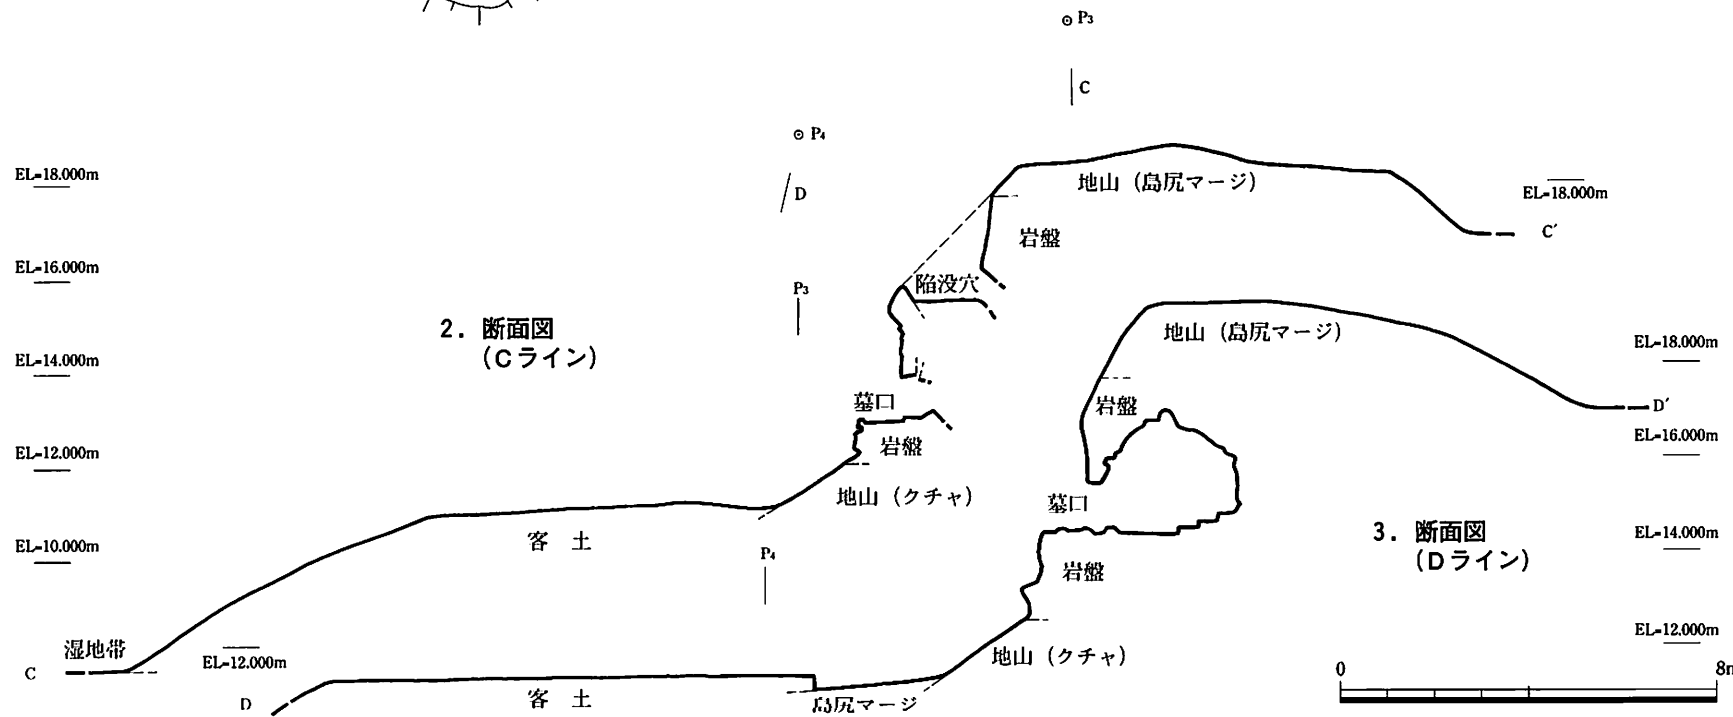 P3
C
P4
D
EL=18.000m
地山（島尻マージ）
EL=18.000m
岩盤
C′
EL=16.000m
陥没穴
P3
2．断面図
（Cライン）
地山（島尻マージ）
EL=18.000m
EL=14.000m
墓口
岩盤
D′
EL=16.000m
岩盤
EL=12.000m
地山（クチャ）
墓口
3．断面図
（Dライン）
EL=14.000m
客　土
EL=10.000m
P4
岩盤
EL=12.000m
湿地帯
EL=12.000m
地山（クチャ）
C
0
8m
D
客　土
島尻マージ